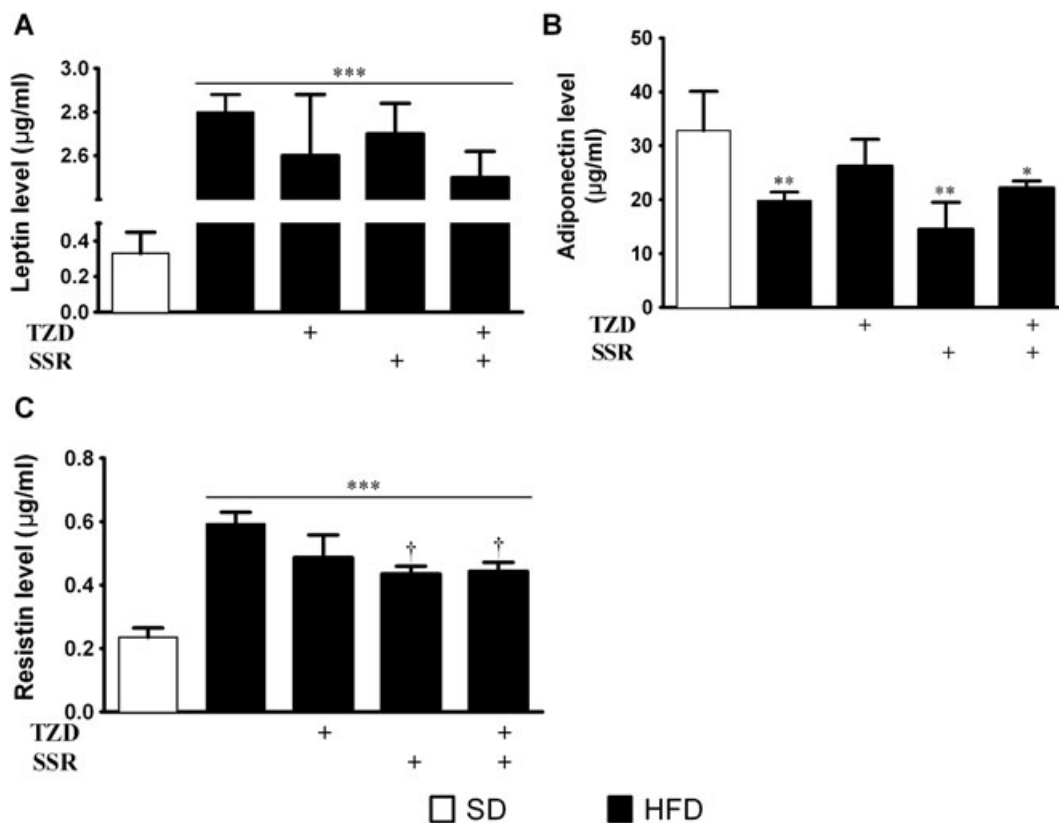 A
Leptin level (µg/ml)
3.0
2.8
2.6
0.4
0.2
0.0
***
TZD + +
SSR + +
B
Adiponectin level
(µg/ml)
50
40
30
20
10
0
** ** *
TZD + +
SSR + +
C
Resistin level (µg/ml)
0.8
0.6
0.4
0.2
0.0
***
† †
TZD + +
SSR + +
SD HFD